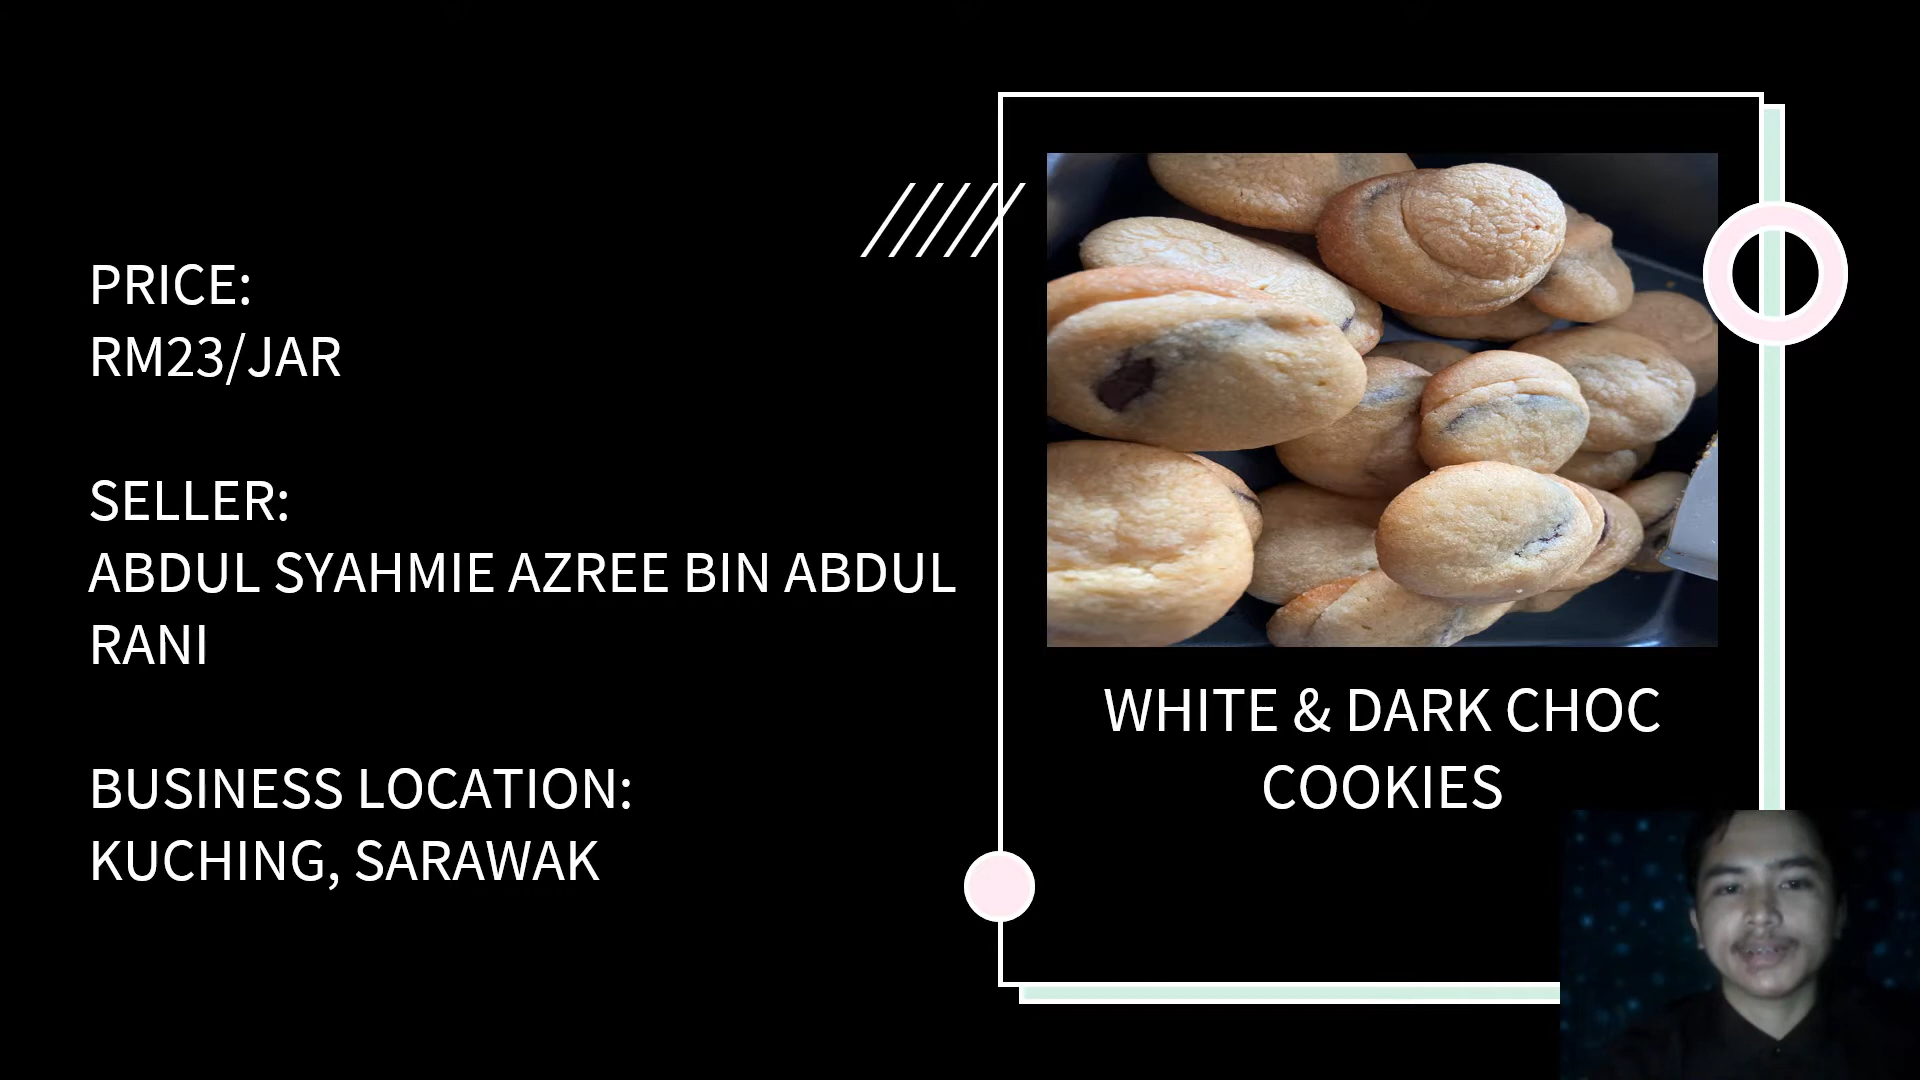 PRICE:
RM23/JAR
SELLER:
ABDUL SYAHMIE AZREE BIN ABDUL
RANI
BUSINESS LOCATION:
KUCHING, SARAWAK
WHITE & DARK CHOC
COOKIES